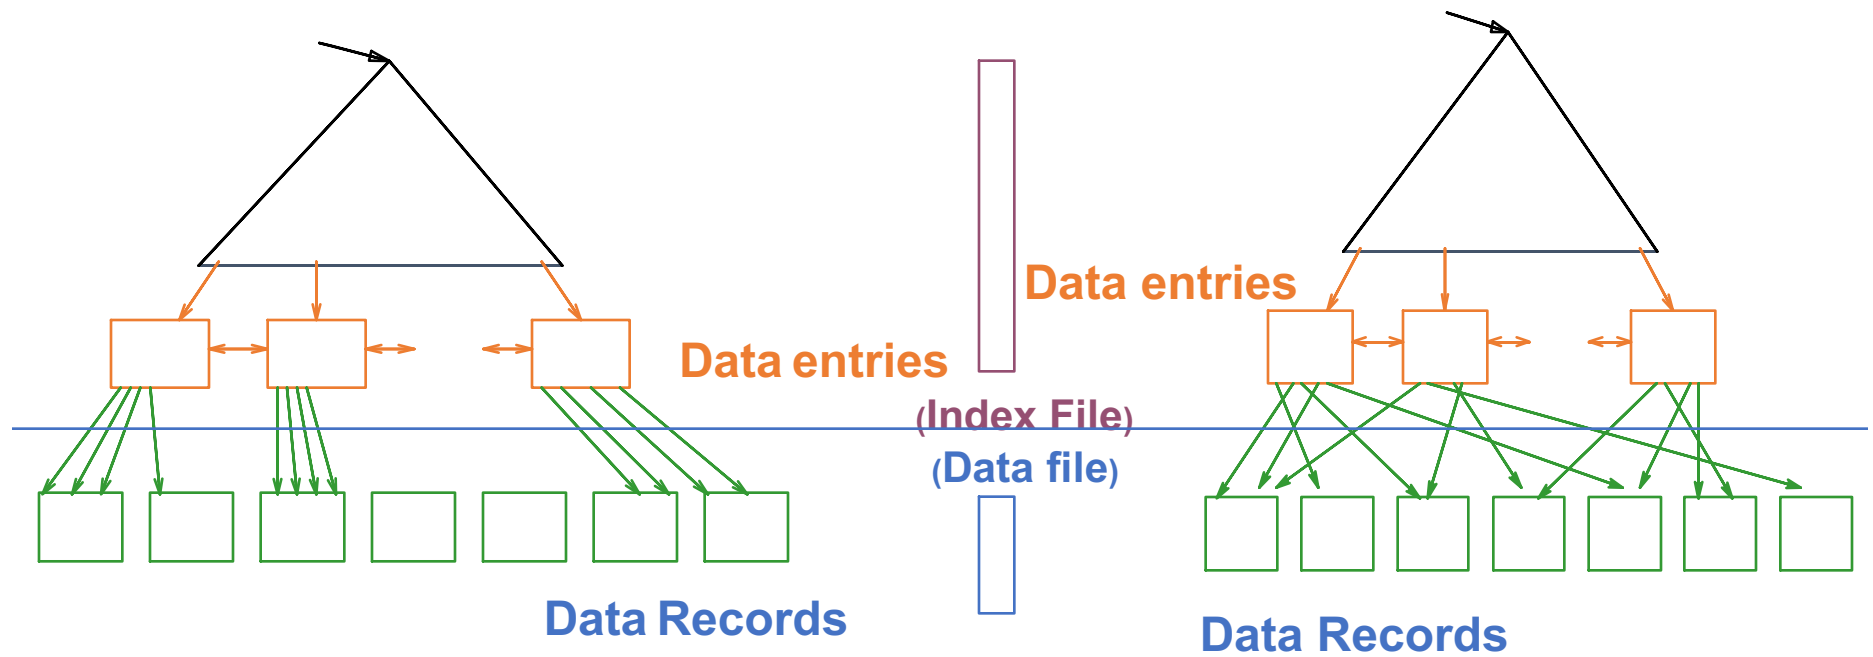 Data entries
Data entries
(Index File)
(Data file)
Data Records
Data Records